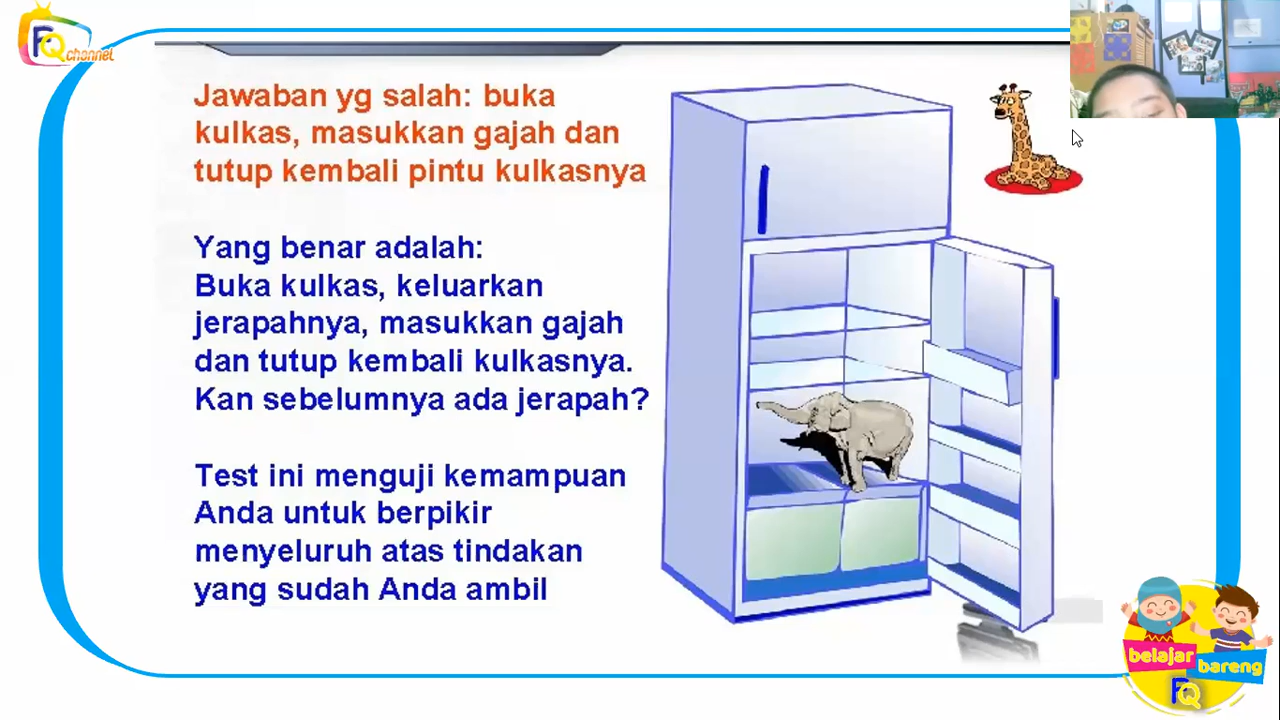 FQ channel
Jawaban yg salah: buka
kulkas, masukkan gajah dan
tutup kembali pintu kulkasnya
Yang benar adalah:
Buka kulkas, keluarkan
jerapahnya, masukkan gajah
dan tutup kembali kulkasnya.
Kan sebelumnya ada jerapah?
Test ini menguji kemampuan
Anda untuk berpikir
menyeluruh atas tindakan
yang sudah Anda ambil
belajar
bareng
FQ